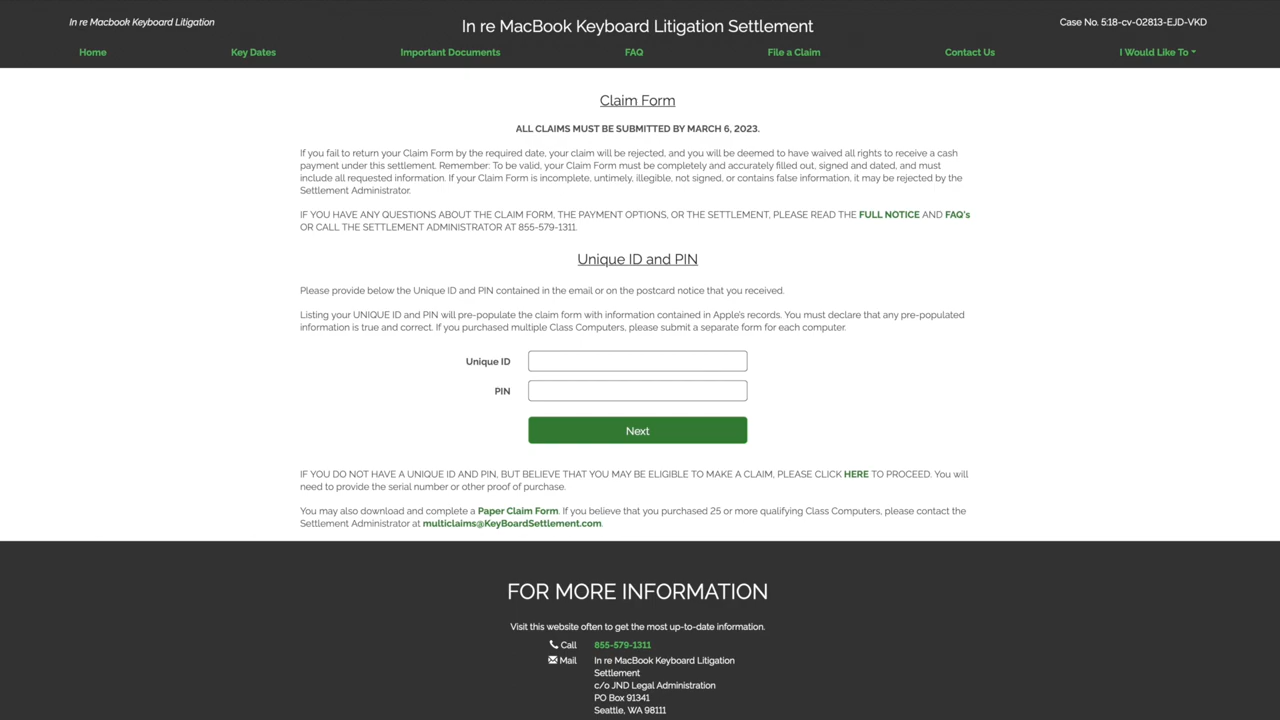 In re Macbook Keyboard Litigation
In re MacBook Keyboard Litigation Settlement
Case No. 5:18-cv-02813-EJD-VKD
Home
Key Dates
Important Documents
FAQ
File a Claim
Contact Us
I Would Like To
Claim Form
ALL CLAIMS MUST BE SUBMITTED BY MARCH 6, 2023.
If you fail to return your Claim Form by the required date, your claim will be rejected, and you will be deemed to have waived all rights to receive a cash
payment under this settlement. Remember: To be valid, your Claim Form must be completely and accurately filled out, signed and dated, and must
include all requested information. If your Claim Form is incomplete, untimely, illegible, not signed, or contains false information, it may be rejected by the
Settlement Administrator.
IF YOU HAVE ANY QUESTIONS ABOUT THE CLAIM FORM, THE PAYMENT OPTIONS, OR THE SETTLEMENT, PLEASE READ THE FULL NOTICE AND FAQ's
OR CALL THE SETTLEMENT ADMINISTRATOR AT 855-579-1311.
Unique ID and PIN
Please provide below the Unique ID and PIN contained in the email or on the postcard notice that you received.
Listing your UNIQUE ID and PIN will pre-populate the claim form with information contained in Apple's records. You must declare that any pre-populated
information is true and correct. If you purchased multiple Class Computers, please submit a separate form for each computer.
Unique ID
PIN
Next
IF YOU DO NOT HAVE A UNIQUE ID AND PIN, BUT BELIEVE THAT YOU MAY BE ELIGIBLE TO MAKE A CLAIM, PLEASE CLICK HERE TO PROCEED. You will
need to provide the serial number or other proof of purchase.
You may also download and complete a Paper Claim Form. If you believe that you purchased 25 or more qualifying Class Computers, please contact the
Settlement Administrator at multiclaims@KeyBoardSettlement.com.
FOR MORE INFORMATION
Visit this website often to get the most up-to-date information.
Call 855-579-1311
Mail In re MacBook Keyboard Litigation
Settlement
c/o JND Legal Administration
PO Box 91341
Seattle, WA 98111